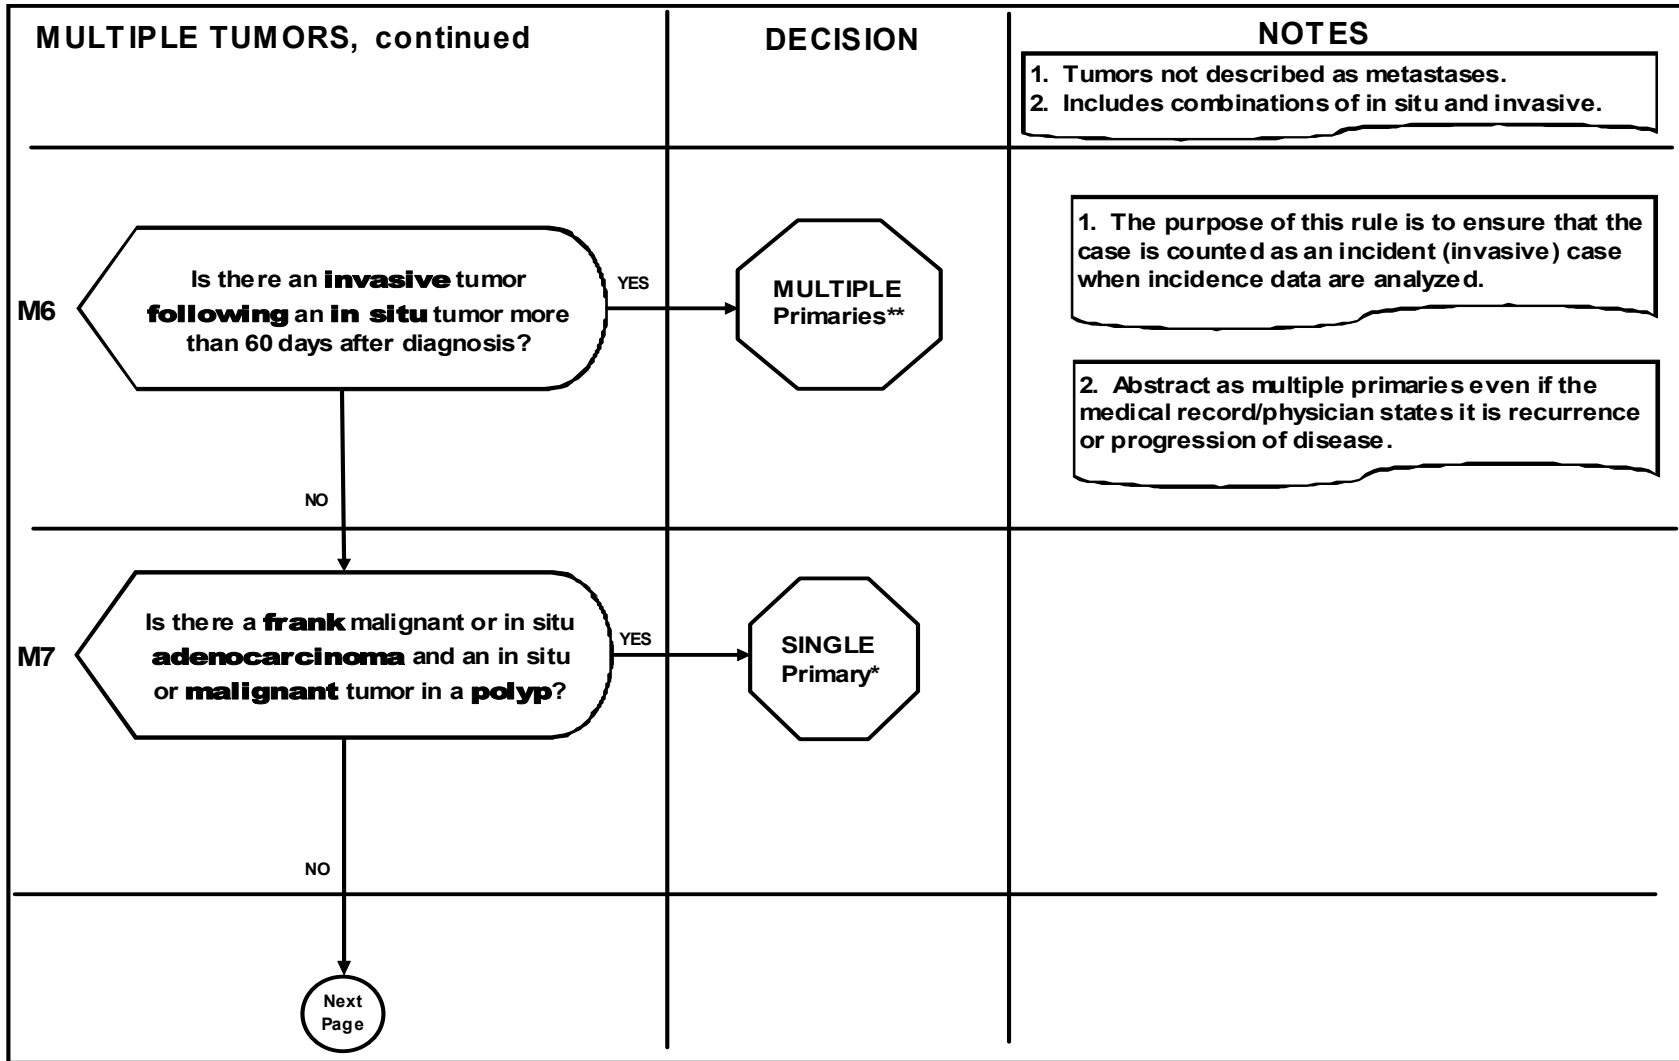 MULTIPLE TUMORS, continued
DECISION
NOTES
1. Tumors not described as metastases.
2. Includes combinations of in situ and invasive.
M6
Is there an invasive tumor
following an in situ tumor more
than 60 days after diagnosis?
YES
MULTIPLE
Primaries**
1. The purpose of this rule is to ensure that the
case is counted as an incident (invasive) case
when incidence data are analyzed.
2. Abstract as multiple primaries even if the
medical record/physician states it is recurrence
or progression of disease.
NO
M7
Is there a frank malignant or in situ
adenocarcinoma and an in situ
or malignant tumor in a polyp?
YES
SINGLE
Primary*
NO
Next
Page